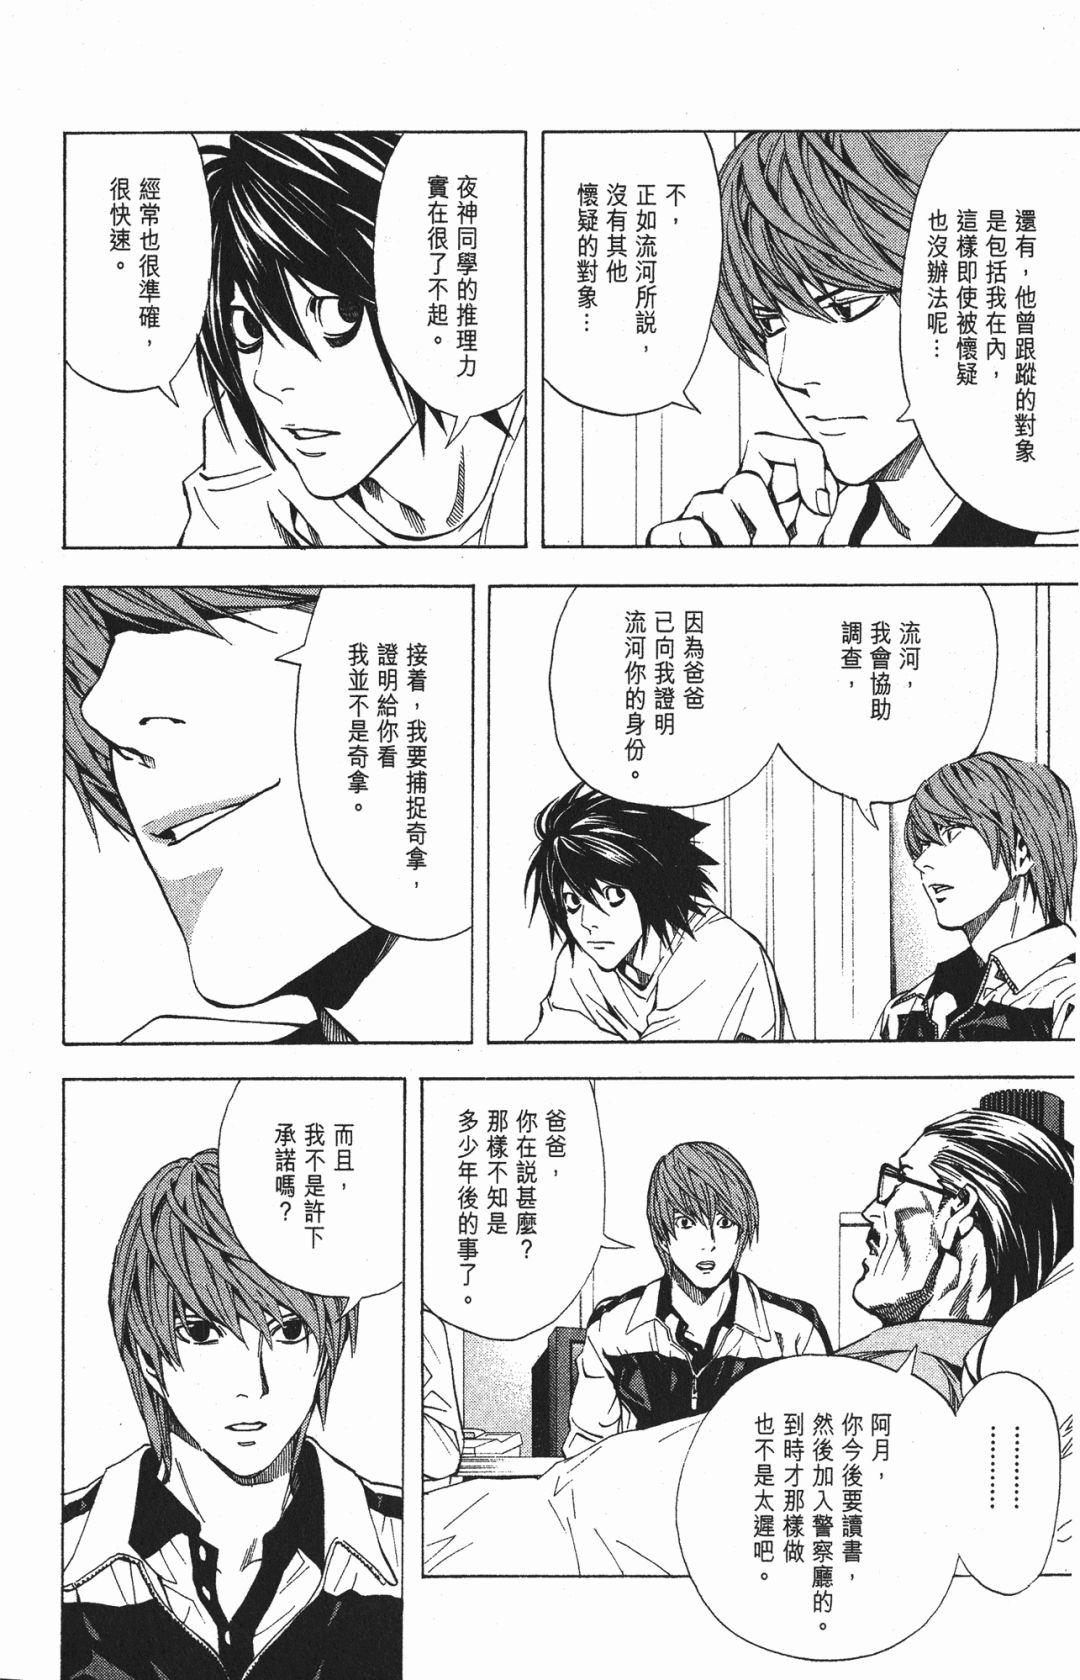 還有，他曾跟蹤的對象
是包括我在內，
這樣即使被懷疑
也沒辦法呢…
不，
正如流河所說，
沒有其他
懷疑的對象…
夜神同學的推理力
實在很了不起。
經常也很準確，
很快速。
流河，
我會協助
調查，
因為爸爸
已向我證明
流河你的身份。
接着，我要捕捉奇拿，
證明給你看
我並不是奇拿。
………
………
阿月，
你今後要讀書，
然後加入警察廳的。
到時才那樣做
也不是太遲吧。
爸爸，
你在說甚麼？
那樣不知是
多少年後的事了。
而且，
我不是許下
承諾嗎？